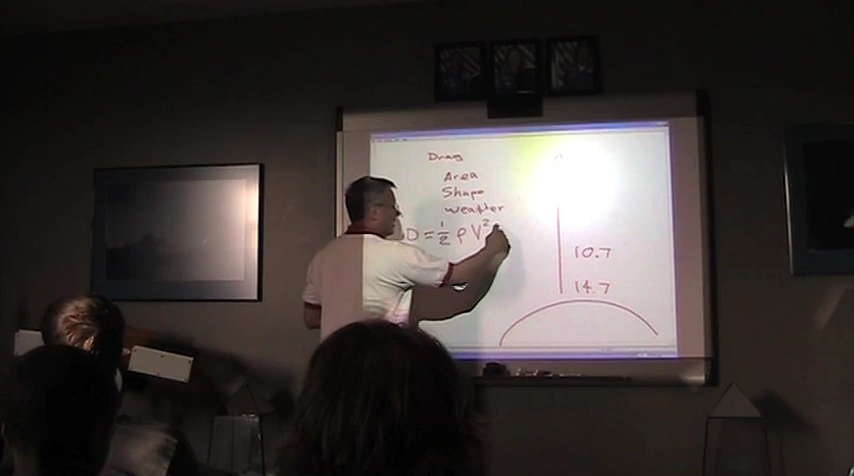 Drag
Area
Shape
Weather
D = 1/2 ρ V²
10.7
14.7